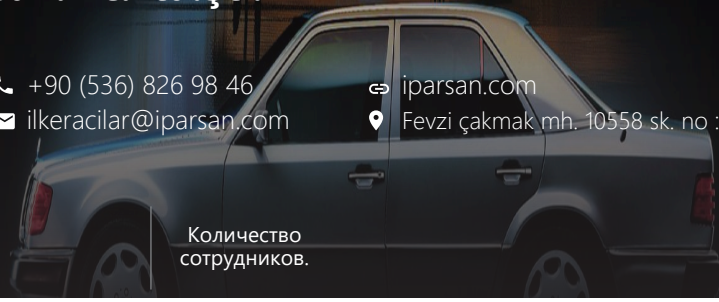 +90 (536) 826 98 46
iparsan.com
ilkeracilar@iparsan.com
Fevzi çakmak mh. 10558 sk. no :
Количество
сотрудников.